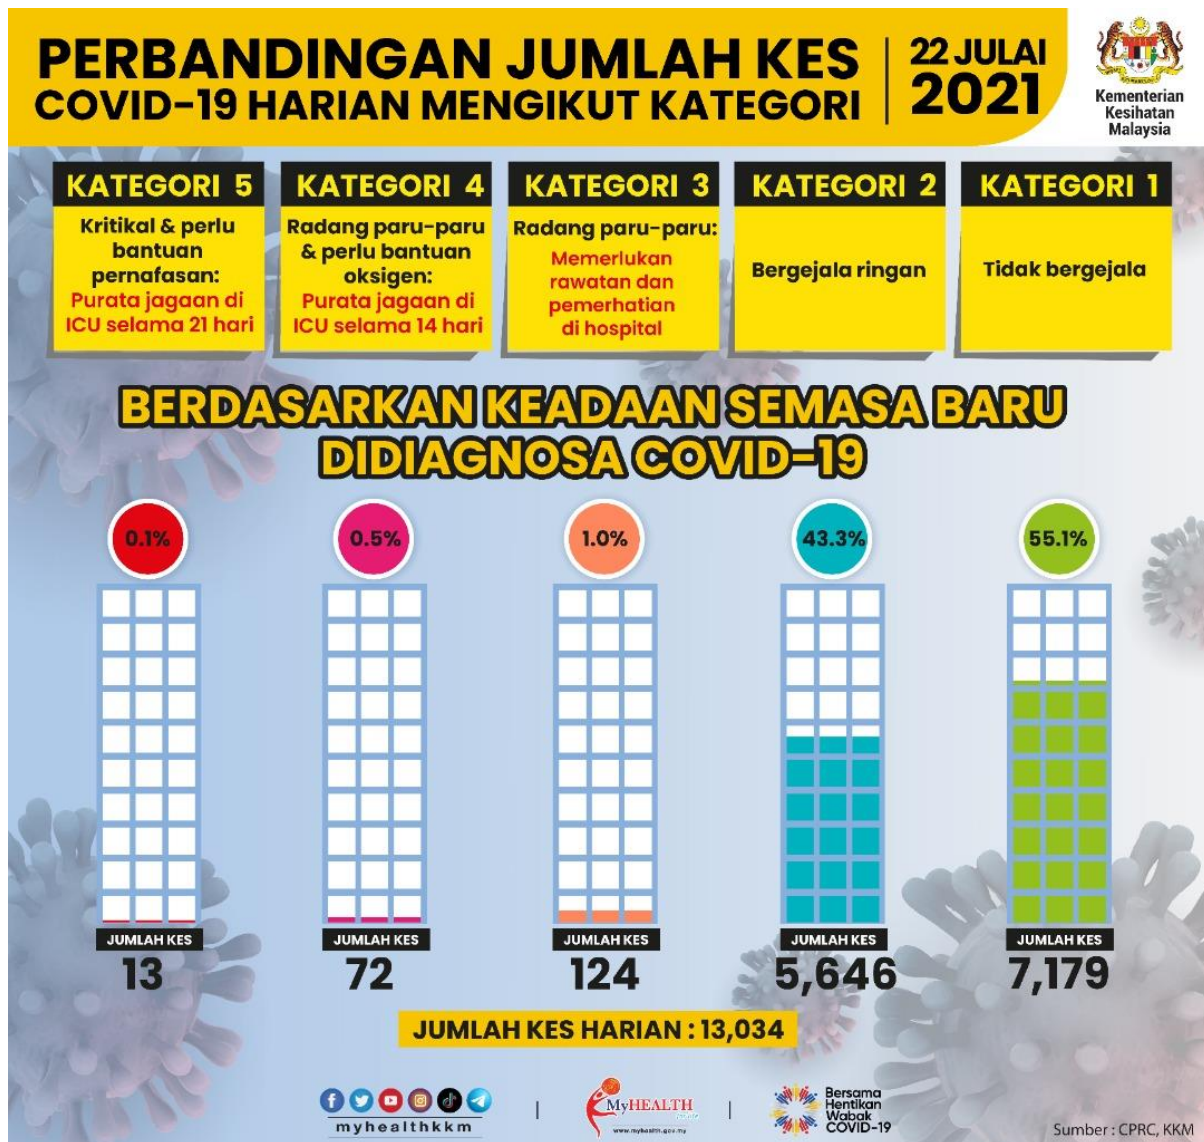 PERBANDINGAN JUMLAH KES
COVID-19 HARIAN MENGIKUT KATEGORI
22 JULAI
2021
Kementerian
Kesihatan
Malaysia
KATEGORI 5
Kritikal & perlu
bantuan
pernafasan:
Purata jagaan di
ICU selama 21 hari
KATEGORI 4
Radang paru-paru
& perlu bantuan
oksigen:
Purata jagaan di
ICU selama 14 hari
KATEGORI 3
Radang paru-paru:
Memerlukan
rawatan dan
pemerhatian
di hospital
KATEGORI 2
Bergejala ringan
KATEGORI 1
Tidak bergejala
BERDASARKAN KEADAAN SEMASA BARU
DIDIAGNOSA COVID-19
0.1%
0.5%
1.0%
43.3%
55.1%
JUMLAH KES
13
JUMLAH KES
72
JUMLAH KES
124
JUMLAH KES
5,646
JUMLAH KES
7,179
JUMLAH KES HARIAN : 13,034
myhealthkkm
MyHEALTH
www.myhealth.gov.my
Bersama
Hentikan
Wabak
COVID-19
Sumber : CPRC, KKM